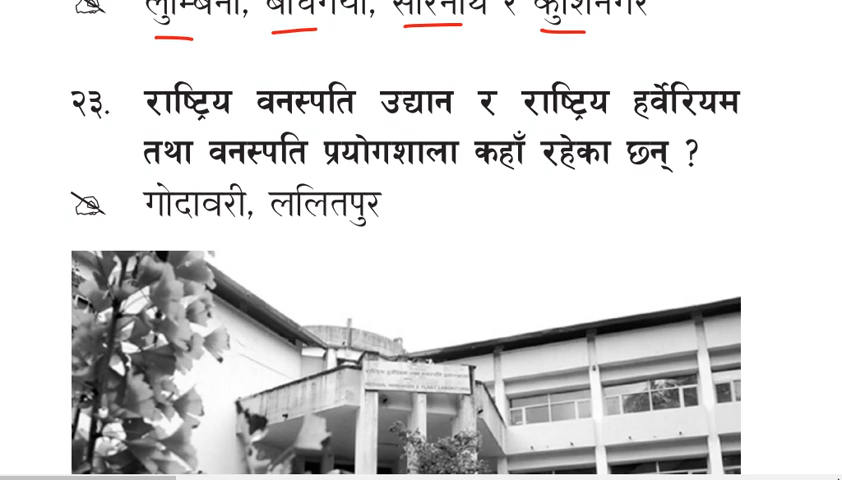 लुम्बिनी, बोधगया, सारनाथ र कुशिनगर
२३. राष्ट्रिय वनस्पति उद्यान र राष्ट्रिय हर्वेरियम
तथा वनस्पति प्रयोगशाला कहाँ रहेका छन् ?
गोदावरी, ललितपुर